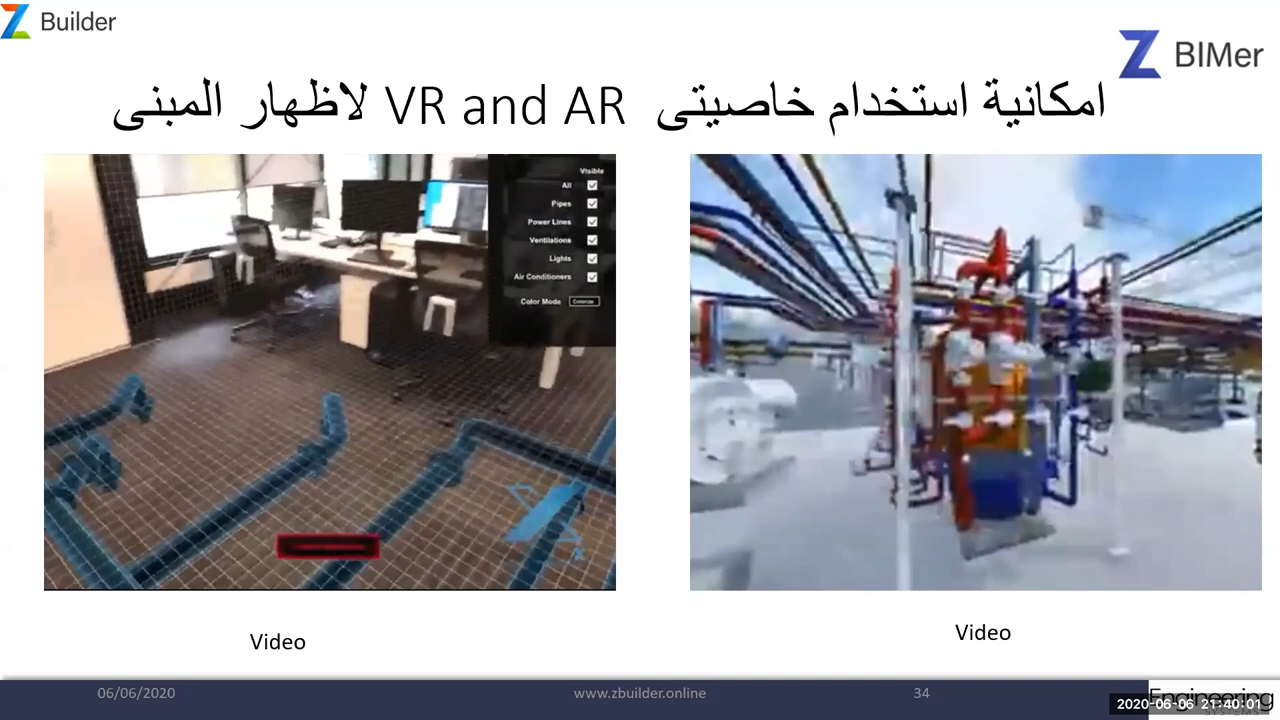 Builder
BIMer
امكانية استخدام خاصيتى VR and AR لاظهار المبنى
Visible
All
Pipes
Power Lines
Ventilations
Lights
Air Conditioners
Color Mode
Video
Video
06/06/2020
www.zbuilder.online
34
Engineering
2020-06-06 21:40:01